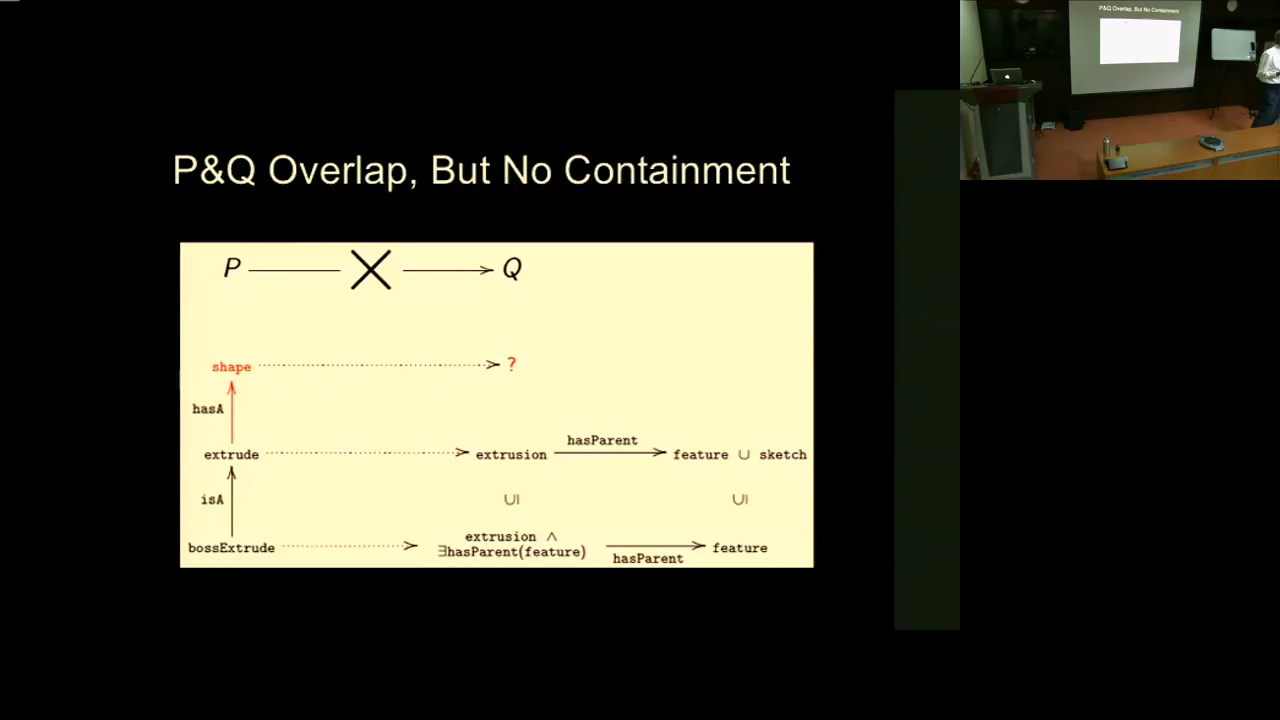 P&Q Overlap, But No Containment
P&Q Overlap, But No Containment
P Q
shape ?
hasA
hasParent
extrude extrusion feature ∪ sketch
isA ∪| ∪|
extrusion ∧
bossExtrude ∃hasParent(feature) feature
hasParent